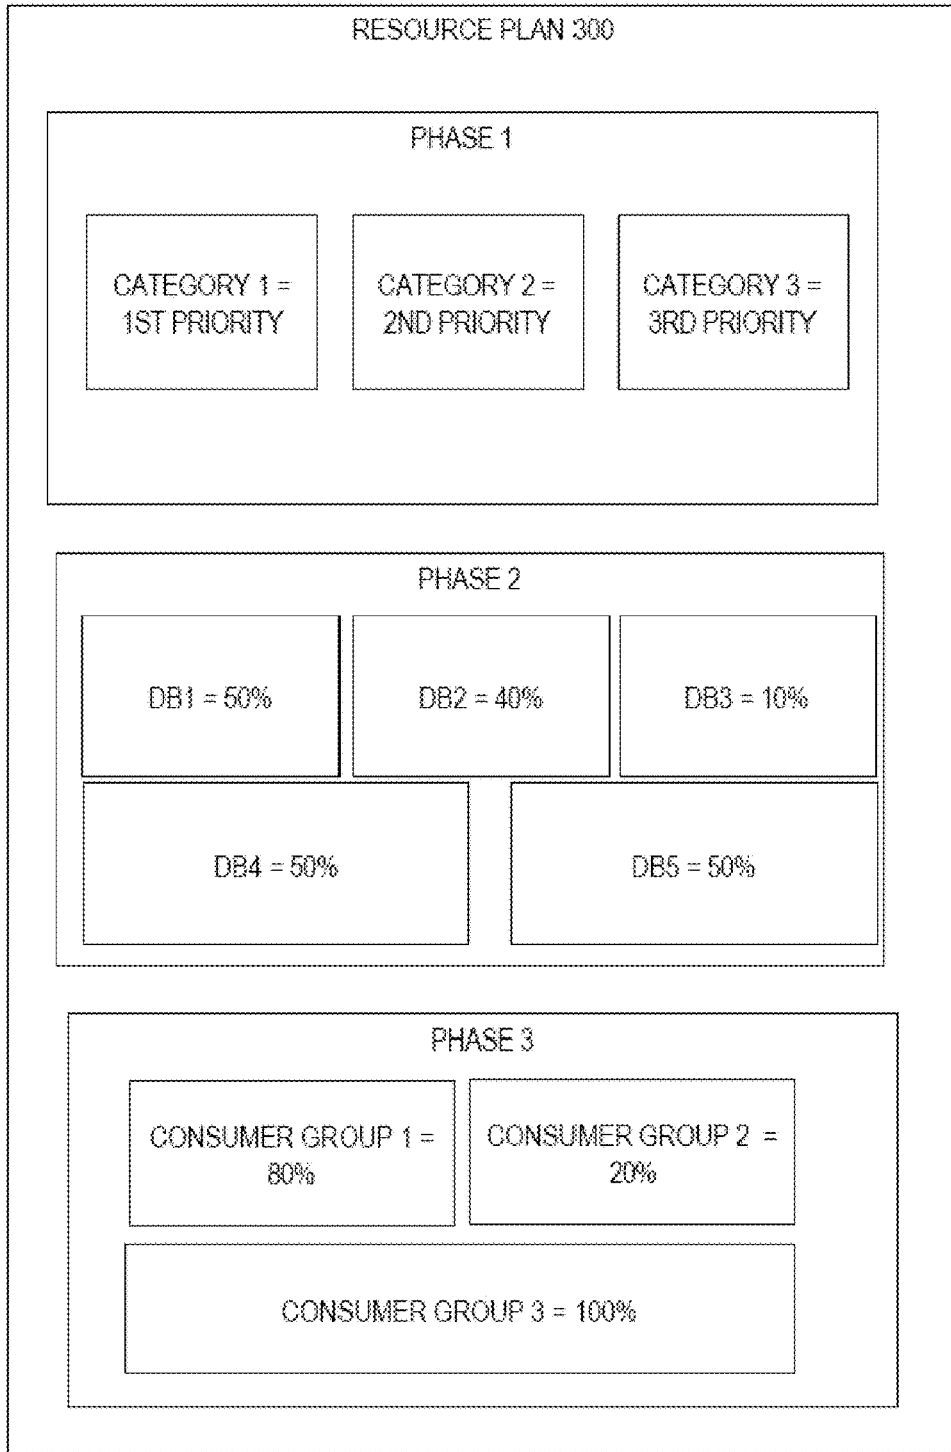 RESOURCE PLAN 300
PHASE 1
CATEGORY 1 =
1ST PRIORITY
CATEGORY 2 =
2ND PRIORITY
CATEGORY 3 =
3RD PRIORITY
PHASE 2
DB1 = 50%
DB2 = 40%
DB3 = 10%
DB4 = 50%
DB5 = 50%
PHASE 3
CONSUMER GROUP 1 =
80%
CONSUMER GROUP 2 =
20%
CONSUMER GROUP 3 = 100%